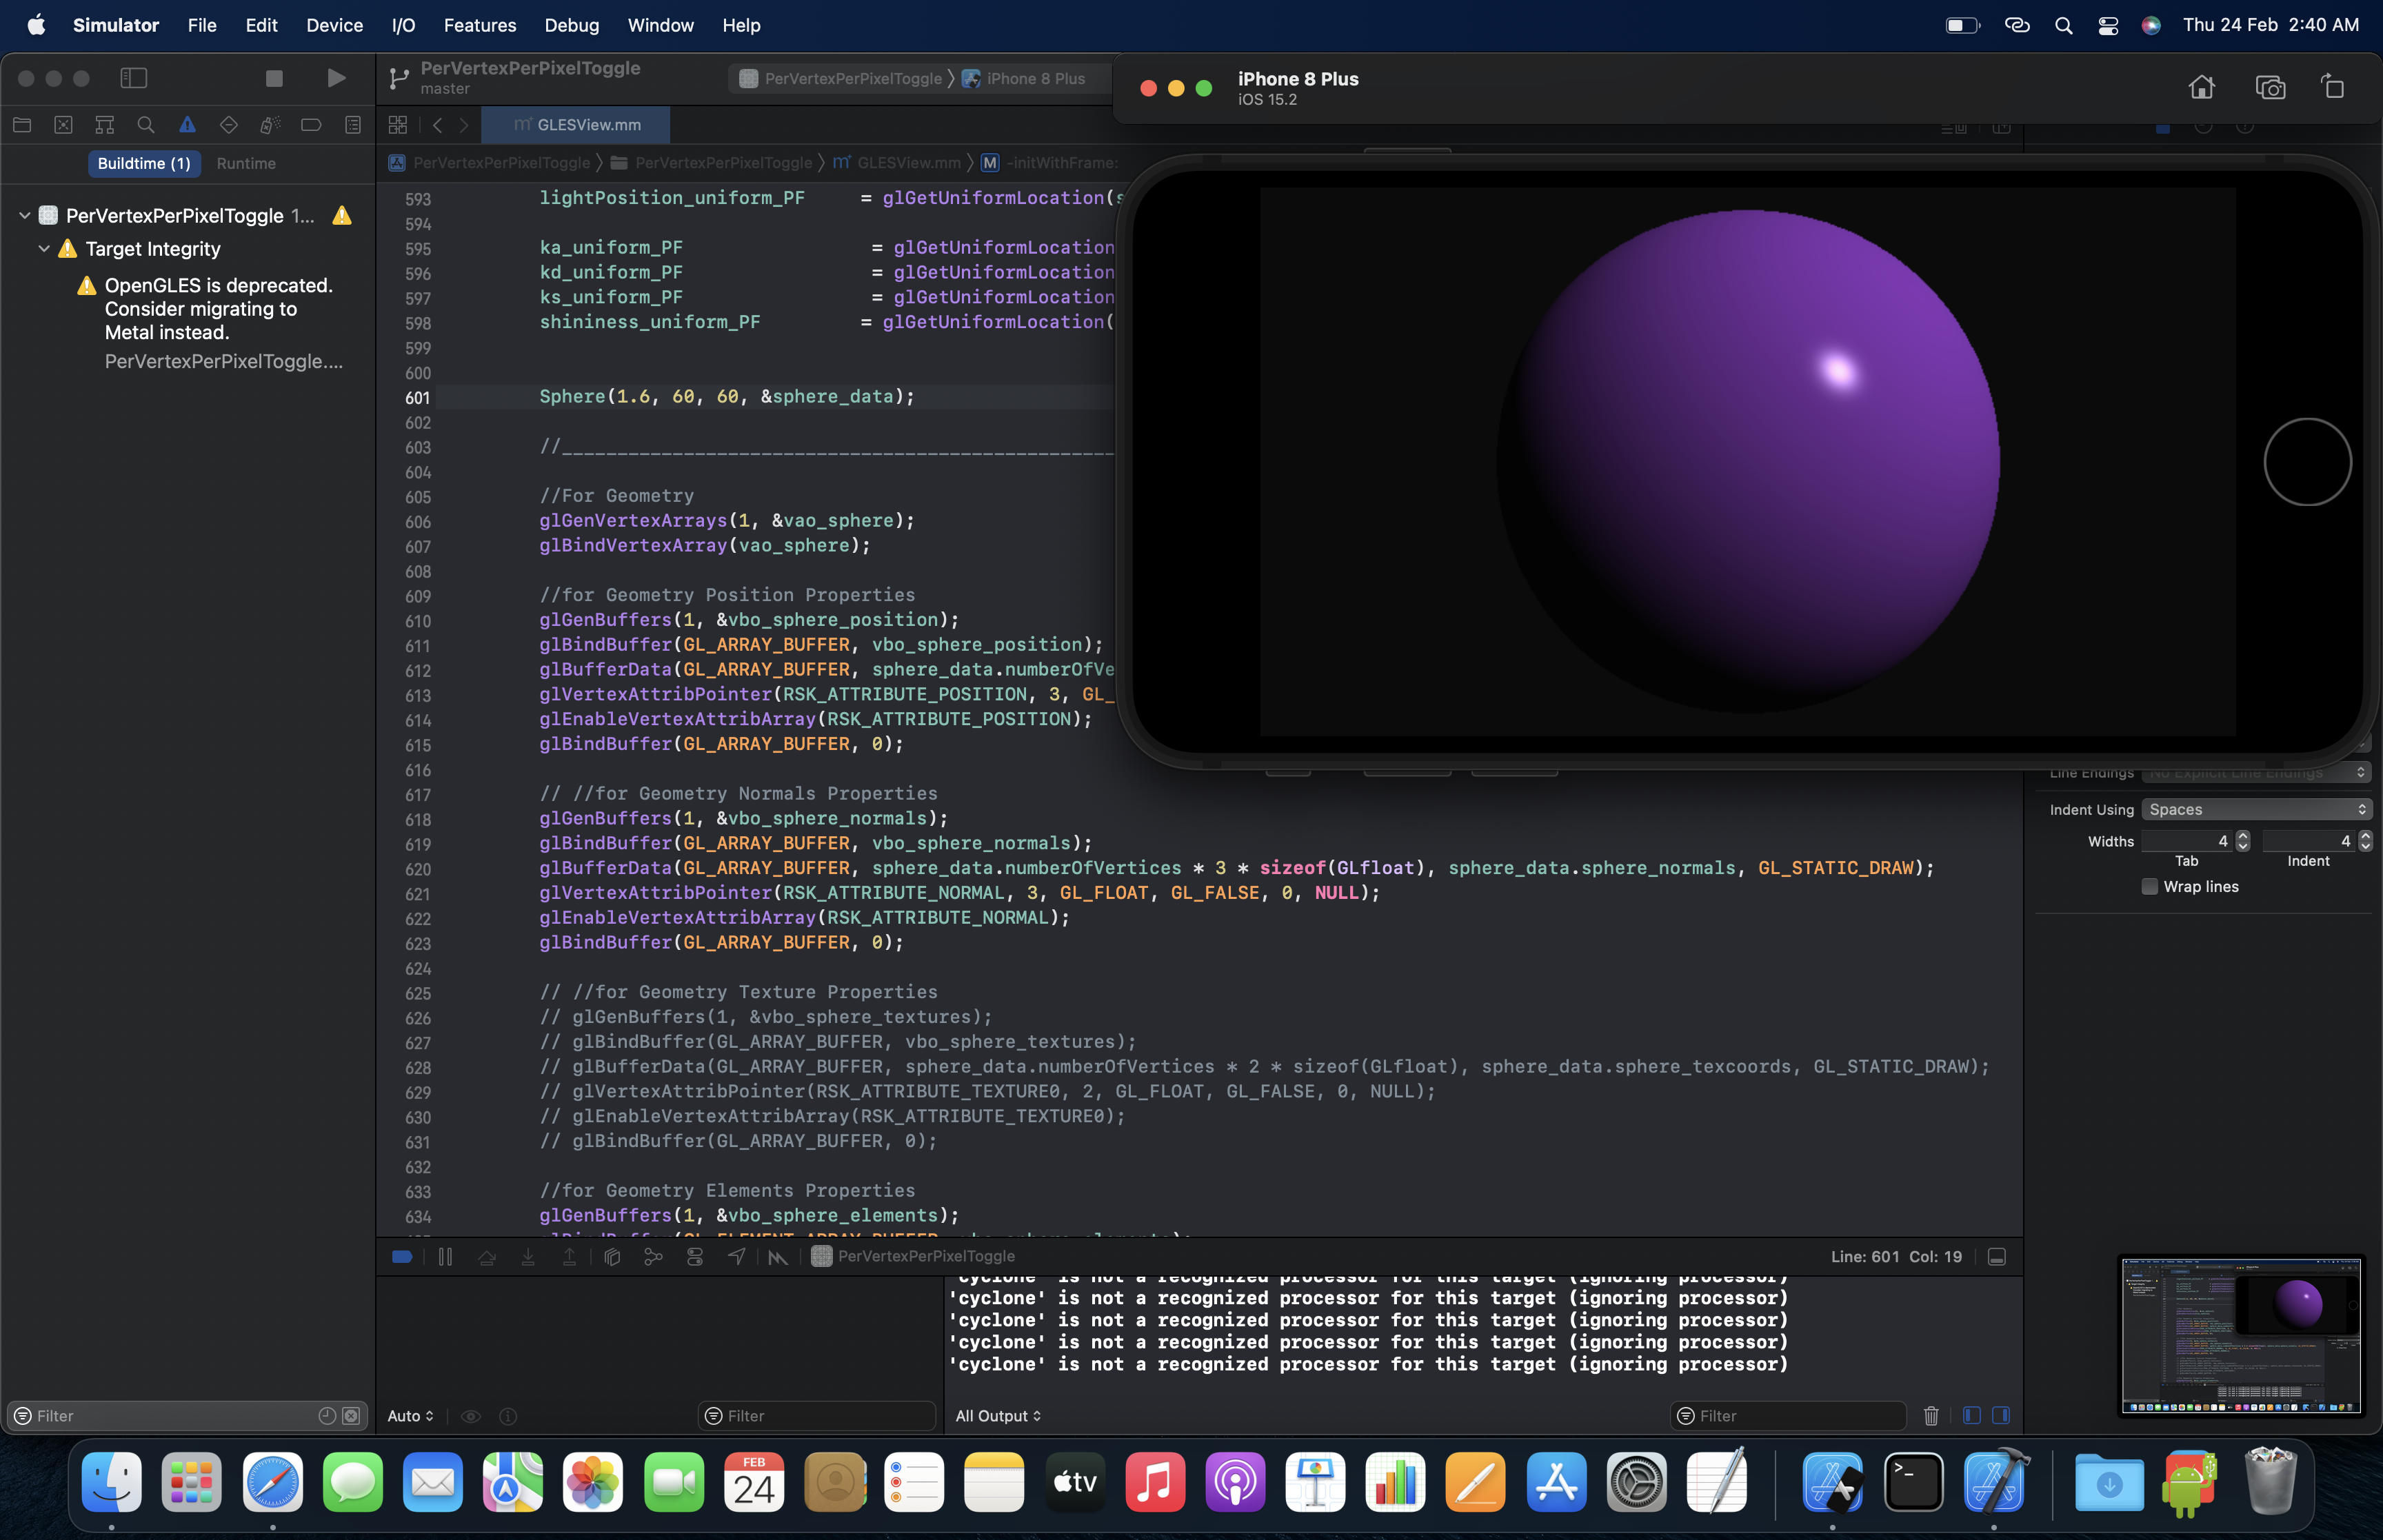 Simulator File Edit Device I/O Features Debug Window Help
Thu 24 Feb 2:40 AM
PerVertexPerPixelToggle
master
PerVertexPerPixelToggle
iPhone 8 Plus
iPhone 8 Plus
iOS 15.2
GLESView.mm
Buildtime (1) Runtime
PerVertexPerPixelToggle
PerVertexPerPixelToggle
GLESView.mm
M -initWithFrame:
PerVertexPerPixelToggle 1...
Target Integrity
OpenGLES is deprecated.
Consider migrating to
Metal instead.
PerVertexPerPixelToggle....
593 lightPosition_uniform_PF = glGetUniformLocation(s
594
595 ka_uniform_PF = glGetUniformLocation
596 kd_uniform_PF = glGetUniformLocation
597 ks_uniform_PF = glGetUniformLocation
598 shininess_uniform_PF = glGetUniformLocation(
599
600
601 Sphere(1.6, 60, 60, &sphere_data);
602
603 //__________________________________________________
604
605 //For Geometry
606 glGenVertexArrays(1, &vao_sphere);
607 glBindVertexArray(vao_sphere);
608
609 //for Geometry Position Properties
610 glGenBuffers(1, &vbo_sphere_position);
611 glBindBuffer(GL_ARRAY_BUFFER, vbo_sphere_position);
612 glBufferData(GL_ARRAY_BUFFER, sphere_data.numberOfVe
613 glVertexAttribPointer(RSK_ATTRIBUTE_POSITION, 3, GL_
614 glEnableVertexAttribArray(RSK_ATTRIBUTE_POSITION);
615 glBindBuffer(GL_ARRAY_BUFFER, 0);
616
617 // //for Geometry Normals Properties
618 glGenBuffers(1, &vbo_sphere_normals);
619 glBindBuffer(GL_ARRAY_BUFFER, vbo_sphere_normals);
620 glBufferData(GL_ARRAY_BUFFER, sphere_data.numberOfVertices * 3 * sizeof(GLfloat), sphere_data.sphere_normals, GL_STATIC_DRAW);
621 glVertexAttribPointer(RSK_ATTRIBUTE_NORMAL, 3, GL_FLOAT, GL_FALSE, 0, NULL);
622 glEnableVertexAttribArray(RSK_ATTRIBUTE_NORMAL);
623 glBindBuffer(GL_ARRAY_BUFFER, 0);
624
625 // //for Geometry Texture Properties
626 // glGenBuffers(1, &vbo_sphere_textures);
627 // glBindBuffer(GL_ARRAY_BUFFER, vbo_sphere_textures);
628 // glBufferData(GL_ARRAY_BUFFER, sphere_data.numberOfVertices * 2 * sizeof(GLfloat), sphere_data.sphere_texcoords, GL_STATIC_DRAW);
629 // glVertexAttribPointer(RSK_ATTRIBUTE_TEXTURE0, 2, GL_FLOAT, GL_FALSE, 0, NULL);
630 // glEnableVertexAttribArray(RSK_ATTRIBUTE_TEXTURE0);
631 // glBindBuffer(GL_ARRAY_BUFFER, 0);
632
633 //for Geometry Elements Properties
634 glGenBuffers(1, &vbo_sphere_elements);
Line Endings No Explicit Line Endings
Indent Using Spaces
Widths 4 4
Tab Indent
Wrap lines
PerVertexPerPixelToggle
Line: 601 Col: 19
'cyclone' is not a recognized processor for this target (ignoring processor)
'cyclone' is not a recognized processor for this target (ignoring processor)
'cyclone' is not a recognized processor for this target (ignoring processor)
'cyclone' is not a recognized processor for this target (ignoring processor)
'cyclone' is not a recognized processor for this target (ignoring processor)
Filter
Auto
Filter
All Output
Filter
FEB
24
tv